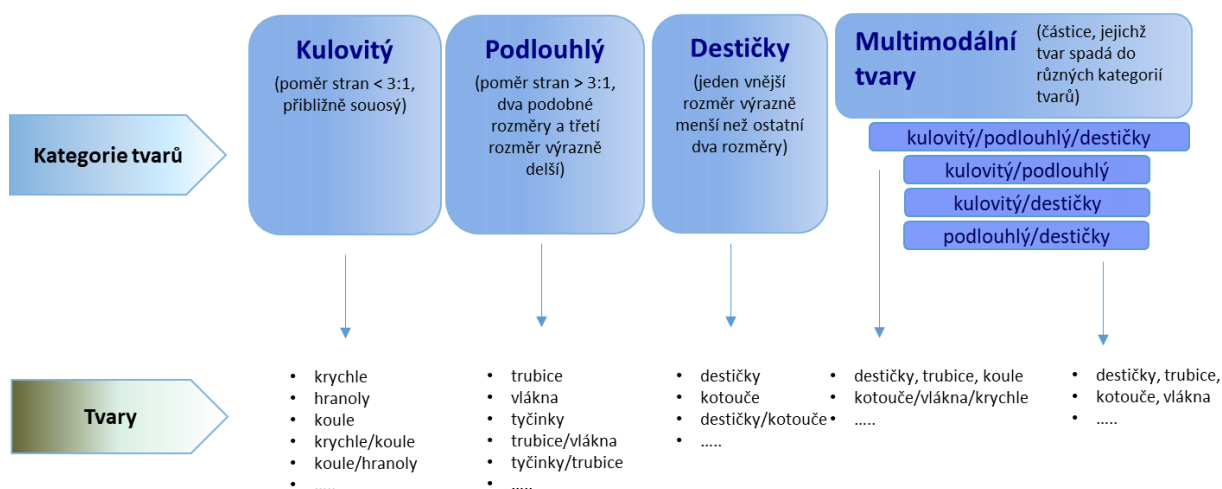 Kategorie tvarů
Kulovitý
(poměr stran < 3:1,
přibližně souosý)
Podlouhlý
(poměr stran > 3:1,
dva podobné
rozměry a třetí
rozměr výrazně
delší)
Destičky
(jeden vnější
rozměr výrazně
menší než ostatní
dva rozměry)
Multimodální
tvary
(částice, jejichž
tvar spadá do
různých kategorií
tvarů)
kulovitý/podlouhlý/destičky
kulovitý/podlouhlý
kulovitý/destičky
podlouhlý/destičky
Tvary
• krychle
• hranoly
• koule
• krychle/koule
• koule/hranoly
• .....
• trubice
• vlákna
• tyčinky
• trubice/vlákna
• tyčinky/trubice
• .....
• destičky
• kotouče
• destičky/kotouče
• .....
• destičky, trubice, koule
• kotouče/vlákna/krychle
• .....
• destičky, trubice,
• kotouče, vlákna
• .....